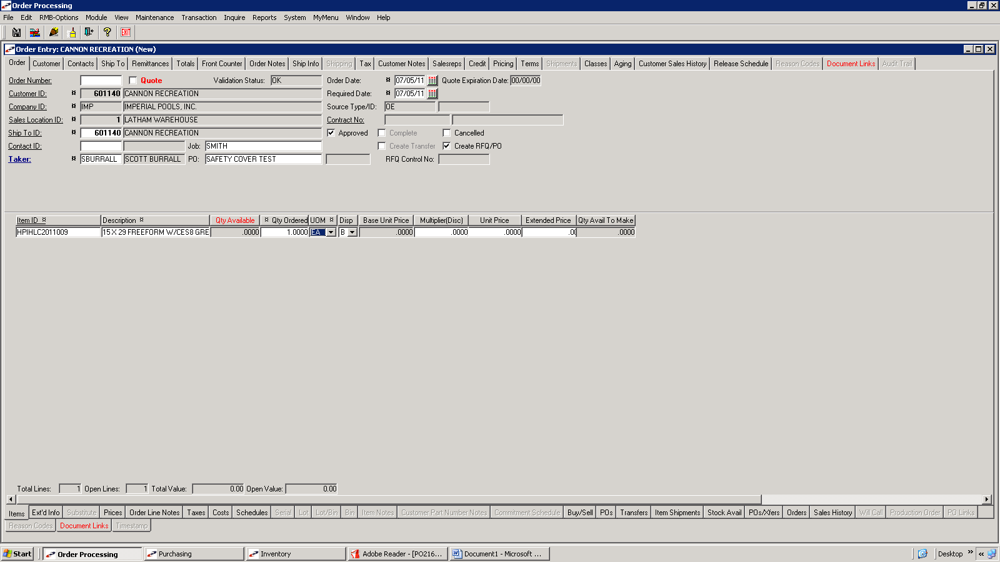 Order Processing
File Edit RMB-Options Module View Maintenance Transaction Inquire Reports System MyMenu Window Help
EXIT
Order Entry: CANNON RECREATION (New)
Order Customer Contacts Ship To Remittances Totals Front Counter Order Notes Ship Info Shipping Tax Customer Notes Salesreps Credit Pricing Terms Shipments Classes Aging Customer Sales History Release Schedule Reason Codes Document Links Audit Trail
Order Number: Quote Validation Status: OK Order Date: ¤ 07/05/11 Quote Expiration Date: 00/00/00
Customer ID: ¤ 601140 CANNON RECREATION Required Date: ¤ 07/05/11
Company ID: ¤ IMP IMPERIAL POOLS, INC. Source Type/ID: OE
Sales Location ID: ¤ 1 LATHAM WAREHOUSE Contract No:
Ship To ID: ¤ 601140 CANNON RECREATION Approved Complete Cancelled
Contact ID: Job: SMITH Create Transfer Create RFQ/PO
Taker: ¤ SBURRALL SCOTT BURRALL PO: SAFETY COVER TEST RFQ Control No:
Item ID ¤ Description ¤ Qty Available ¤ Qty Ordered UOM ¤ Disp Base Unit Price Multiplier(Disc) Unit Price Extended Price Qty Avail To Make
HPIHLC2011009 15 X 29 FREEFORM W/CES8 GRE .0000 1.0000 EA B .0000 .0000 .0000 .00 .0000
Total Lines: 1 Open Lines: 1 Total Value: 0.00 Open Value: 0.00
Items Ext'd Info Substitute Prices Order Line Notes Taxes Costs Schedules Serial Lot Lot/Bin Bin Item Notes Customer Part Number Notes Commitment Schedule Buy/Sell POs Transfers Item Shipments Stock Avail POs/Xfers Orders Sales History Will Call Production Order PO Links
Reason Codes Document Links Timestamp
Start Order Processing Purchasing Inventory Adobe Reader - [PO216... Document1 - Microsoft ... Desktop » «